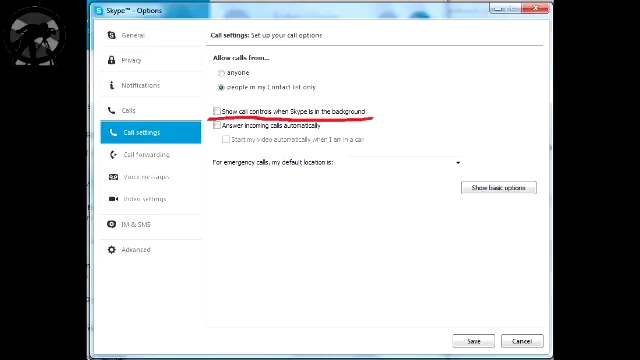 Skype™ - Options
General
Privacy
Notifications
Calls
Call settings
Call forwarding
Voice messages
Video settings
IM & SMS
Advanced
Call settings: Set up your call options
Allow calls from...
anyone
people in my Contact list only
Show call controls when Skype is in the background
Answer incoming calls automatically
Start my video automatically when I am in a call
For emergency calls, my default location is:
Show basic options
Save
Cancel